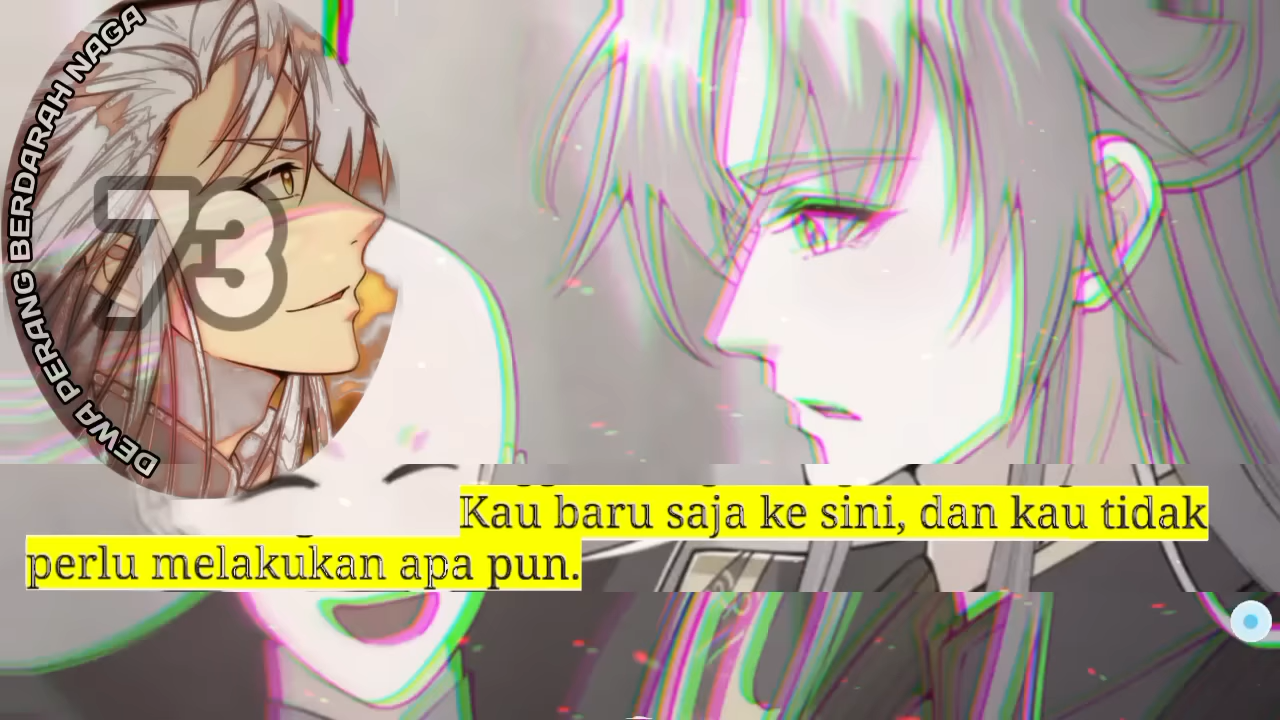 DEWA PERANG BERDARAH NAGA
73
Kau baru saja ke sini, dan kau tidak
perlu melakukan apa pun.